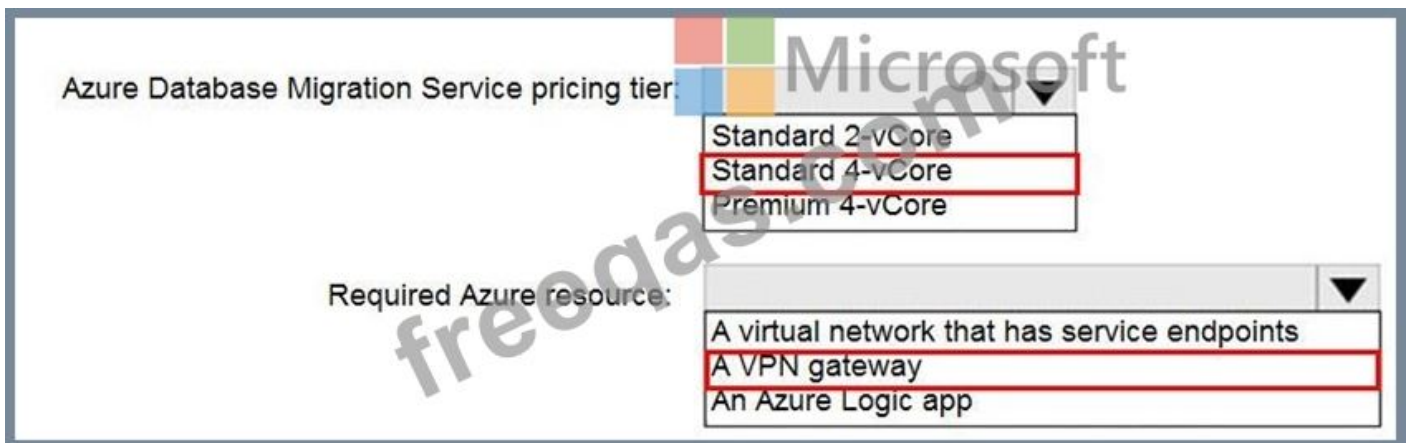 Microsoft
Azure Database Migration Service pricing tier:
Standard 2-vCore
Standard 4-vCore
Premium 4-vCore
Required Azure resource:
A virtual network that has service endpoints
A VPN gateway
An Azure Logic app
freeqas.com